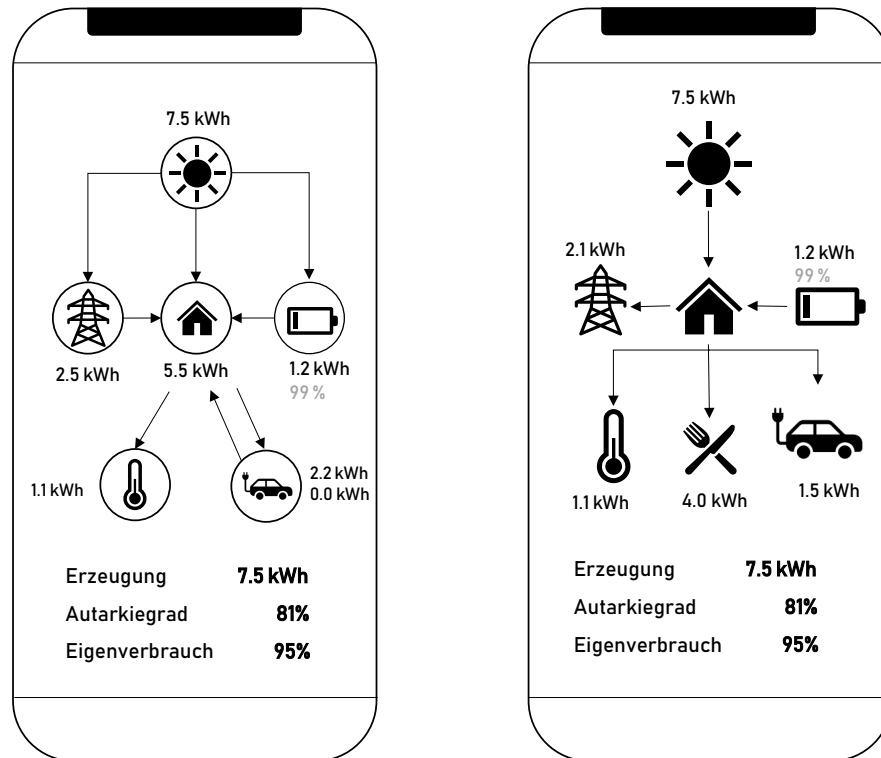 7.5 kWh
2.5 kWh
5.5 kWh
1.2 kWh
99 %
1.1 kWh
2.2 kWh
0.0 kWh
Erzeugung 7.5 kWh
Autarkiegrad 81%
Eigenverbrauch 95%
7.5 kWh
2.1 kWh
1.2 kWh
99 %
1.1 kWh
4.0 kWh
1.5 kWh
Erzeugung 7.5 kWh
Autarkiegrad 81%
Eigenverbrauch 95%